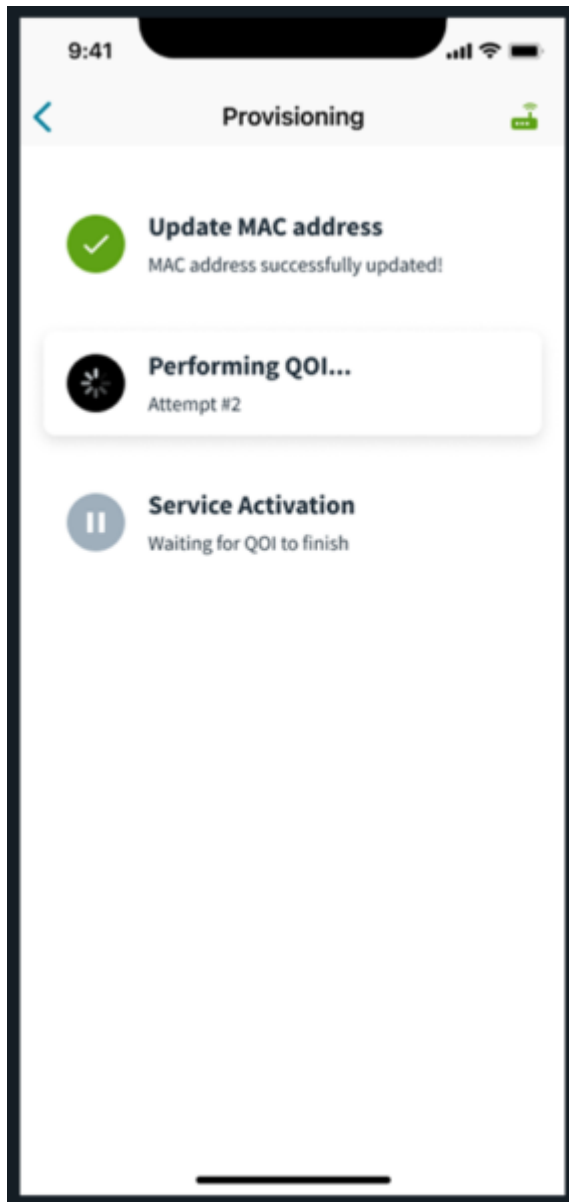 9:41
Provisioning
Update MAC address
MAC address successfully updated!
Performing QOI...
Attempt #2
Service Activation
Waiting for QOI to finish